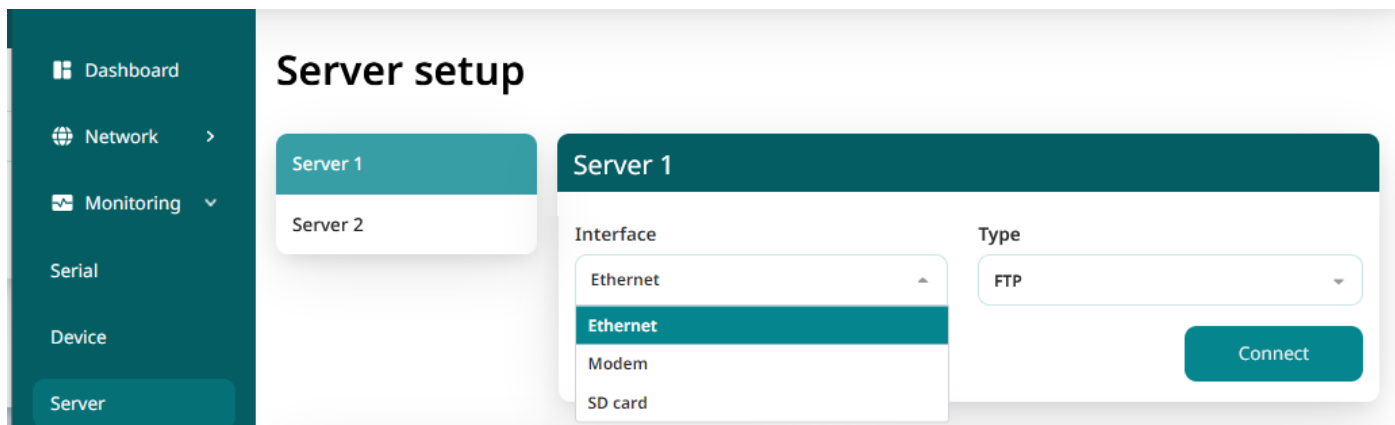 Dashboard
Network
Monitoring
Serial
Device
Server
Server setup
Server 1
Server 2
Server 1
Interface
Ethernet
Ethernet
Modem
SD card
Type
FTP
Connect